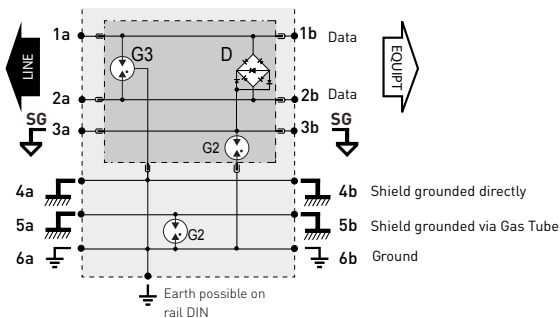 1a
1b Data
G3
D
LINE
EQUIPT
2a
2b Data
SG
3a
3b
SG
G2
4a
4b Shield grounded directly
5a
5b Shield grounded via Gas Tube
G2
6a
6b Ground
Earth possible on
rail DIN